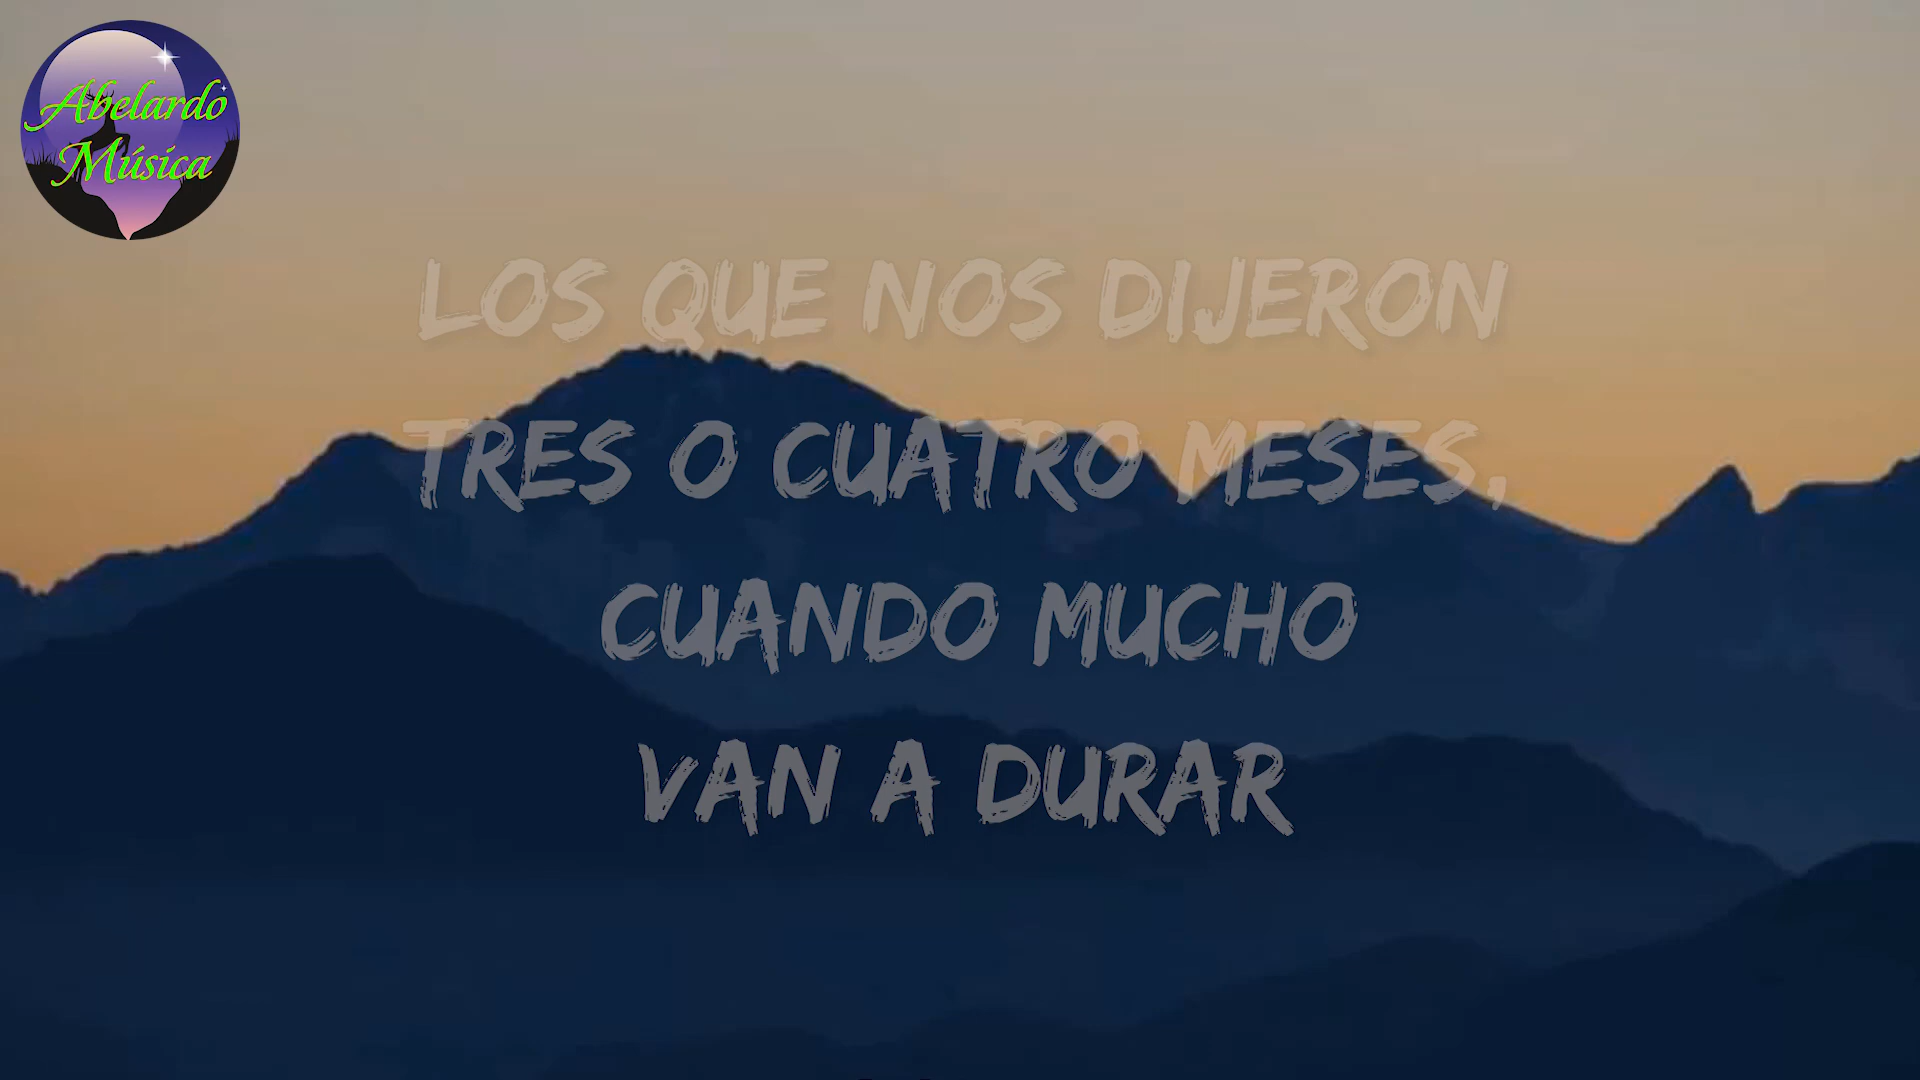 Abelardo
Música
LOS QUE NOS DIJERON
TRES O CUATRO MESES,
CUANDO MUCHO
VAN A DURAR